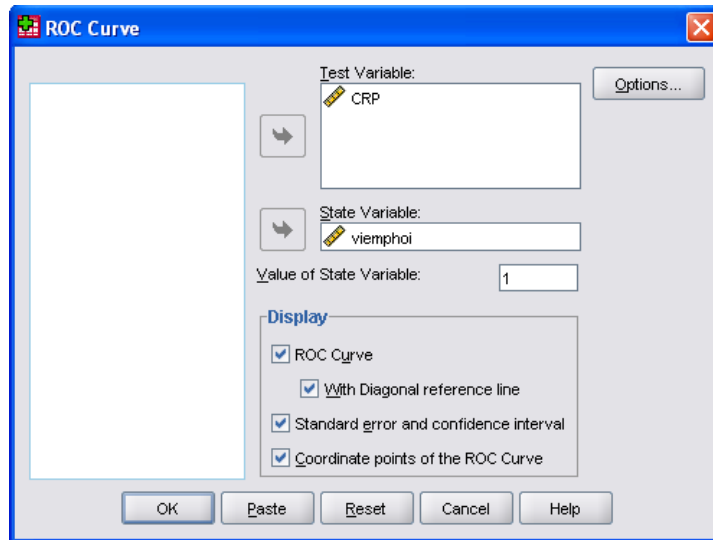 ROC Curve
Test Variable:
CRP
Options...
State Variable:
viemphoi
Value of State Variable:
1
Display
ROC Curve
With Diagonal reference line
Standard error and confidence interval
Coordinate points of the ROC Curve
OK
Paste
Reset
Cancel
Help